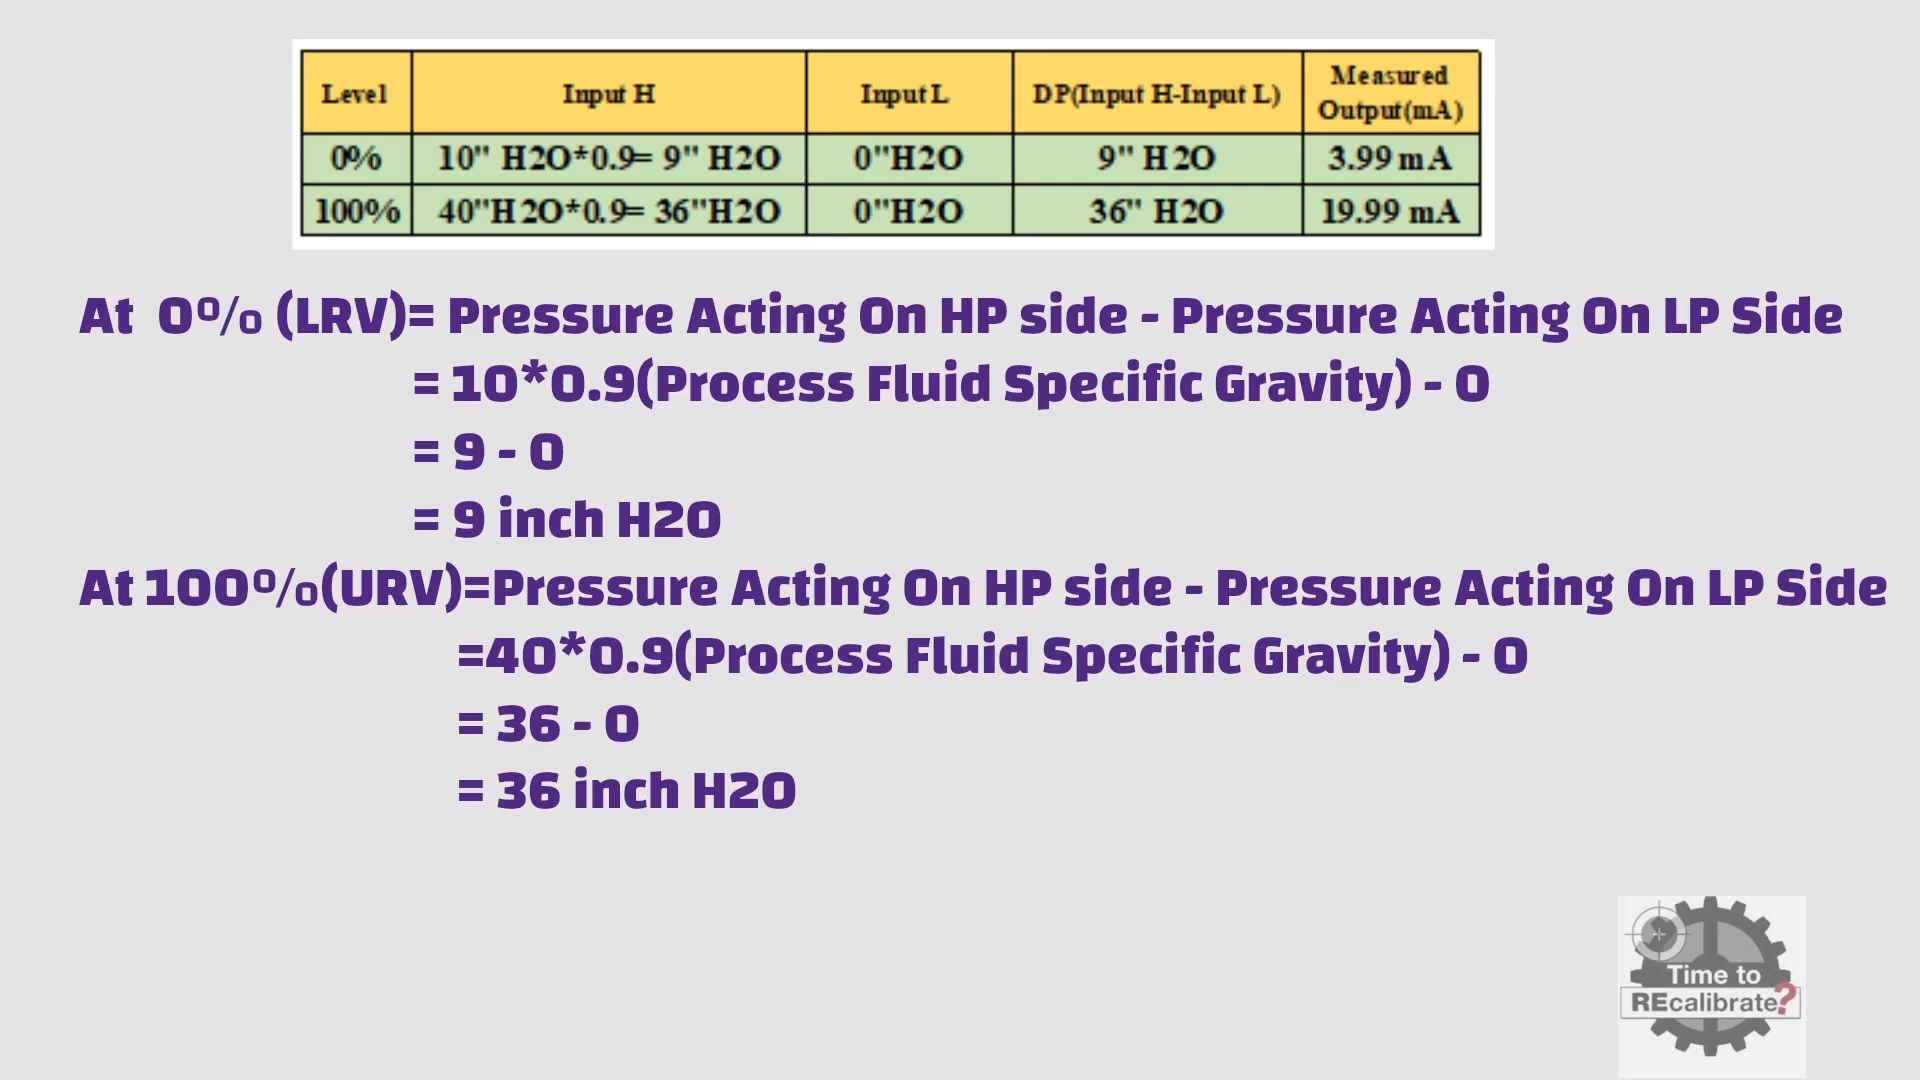 Level Input H Input L DP(Input H-Input L) Measured Output(mA)
0% 10" H2O*0.9= 9" H2O 0"H2O 9" H2O 3.99 mA
100% 40"H2O*0.9= 36"H2O 0"H2O 36" H2O 19.99 mA
At 0% (LRV)= Pressure Acting On HP side - Pressure Acting On LP Side
= 10*0.9(Process Fluid Specific Gravity) - 0
= 9 - 0
= 9 inch H2O
At 100%(URV)=Pressure Acting On HP side - Pressure Acting On LP Side
=40*0.9(Process Fluid Specific Gravity) - 0
= 36 - 0
= 36 inch H2O
Time to
REcalibrate?